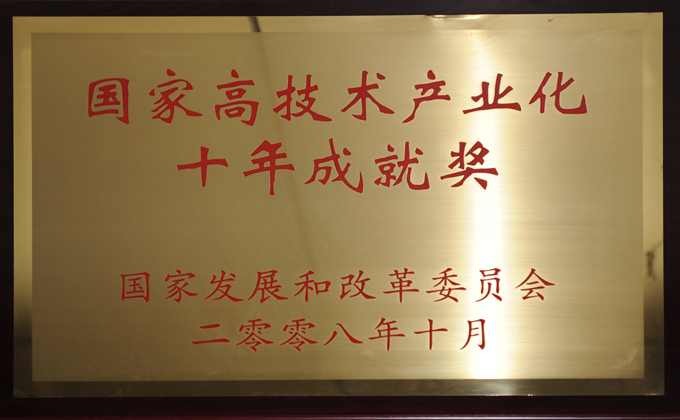 国家高技术产业化
十年成就奖
国家发展和改革委员会
二零零八年十月